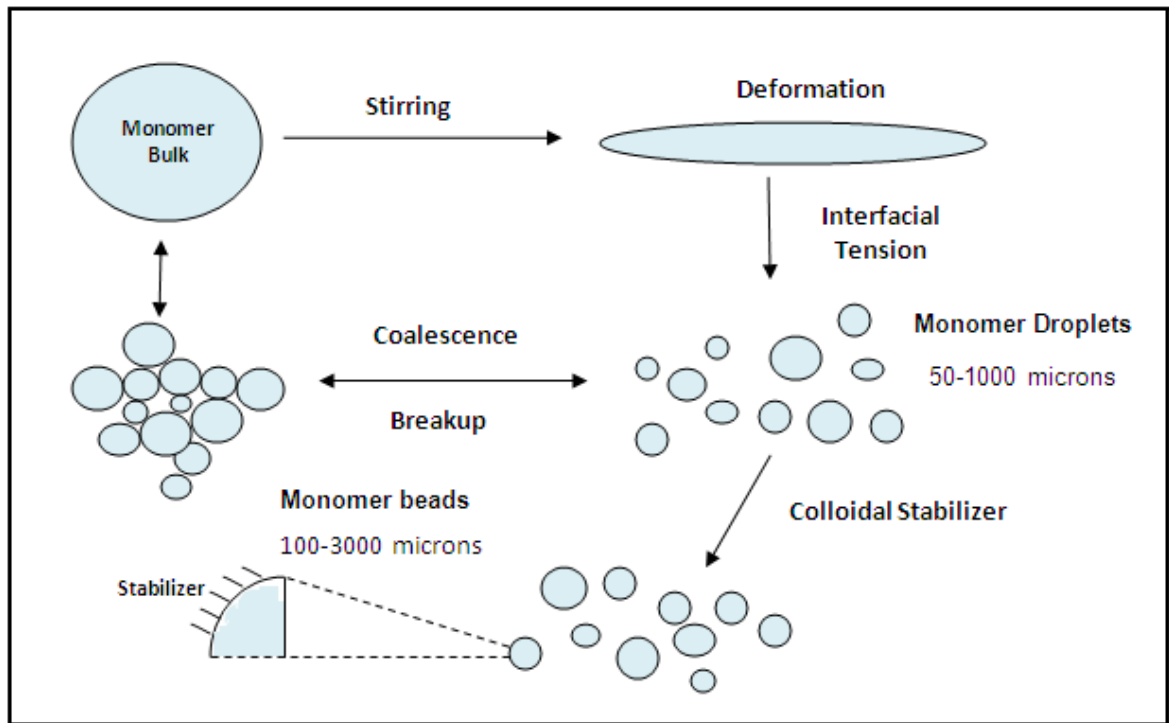 Monomer
Bulk
Stirring
Deformation
Interfacial
Tension
Monomer Droplets
50-1000 microns
Coalescence
Breakup
Colloidal Stabilizer
Monomer beads
100-3000 microns
Stabilizer